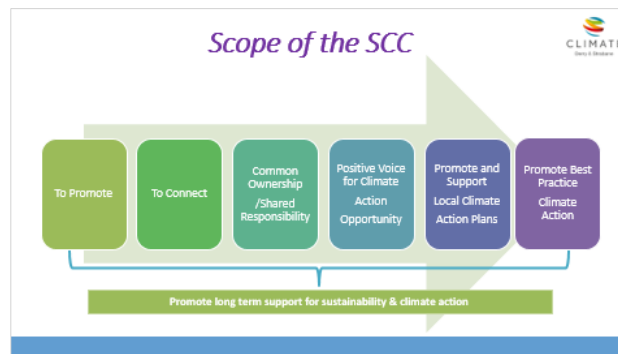 Scope of the SCC
CLIMATE
Derry & Strabane
To Promote
To Connect
Common
Ownership
/Shared
Responsibility
Positive Voice
for Climate
Action
Opportunity
Promote and
Support
Local Climate
Action Plans
Promote Best
Practice
Climate
Action
Promote long term support for sustainability & climate action